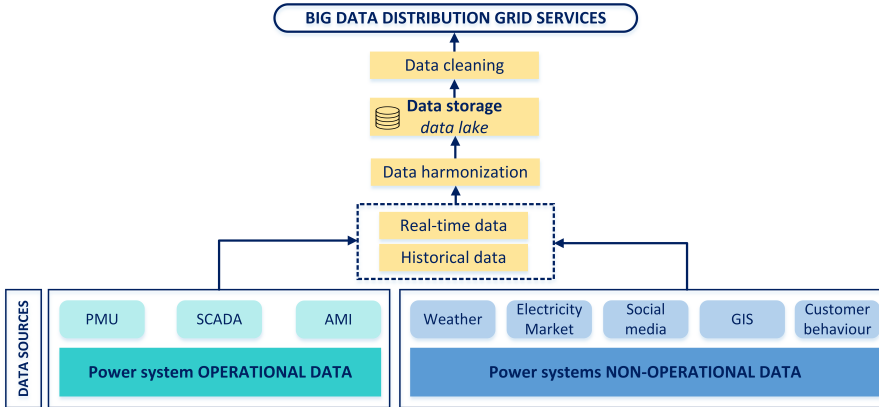 BIG DATA DISTRIBUTION GRID SERVICES
Data cleaning
Data storage
data lake
Data harmonization
Real-time data
Historical data
DATA SOURCES
PMU
SCADA
AMI
Power system OPERATIONAL DATA
Weather
Electricity
Market
Social
media
GIS
Customer
behaviour
Power systems NON-OPERATIONAL DATA